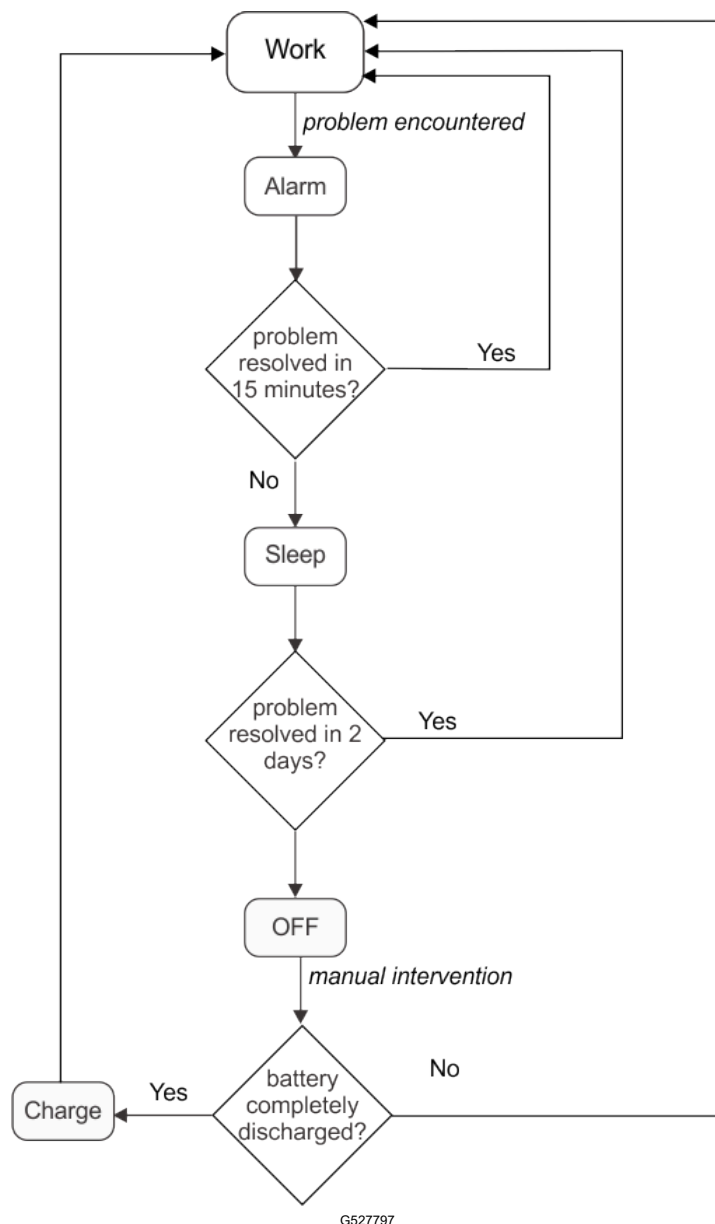 Work
problem encountered
Alarm
problem
resolved in
15 minutes?
Yes
No
Sleep
problem
resolved in 2
days?
Yes
OFF
manual intervention
battery
completely
discharged?
Yes
No
Charge
G527797